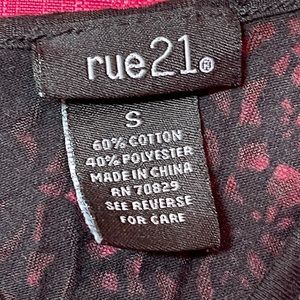 rue21®
S
60% COTTON
40% POLYESTER
MADE IN CHINA
RN 70829
SEE REVERSE
FOR CARE